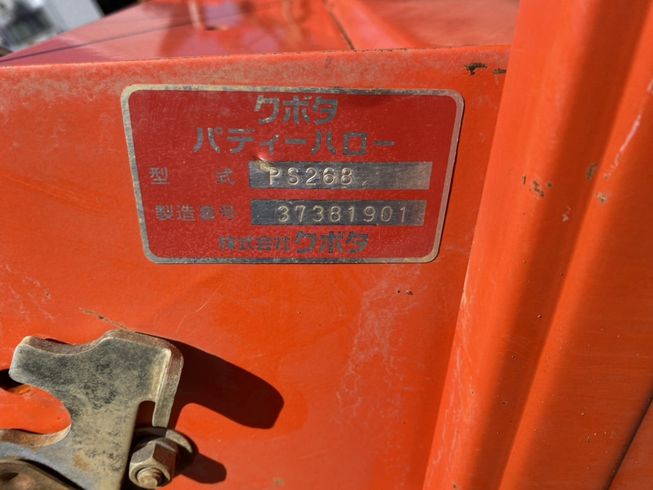 クボタ
パディーハロー
型式 PS268
製造番号 37381901
株式会社クボタ